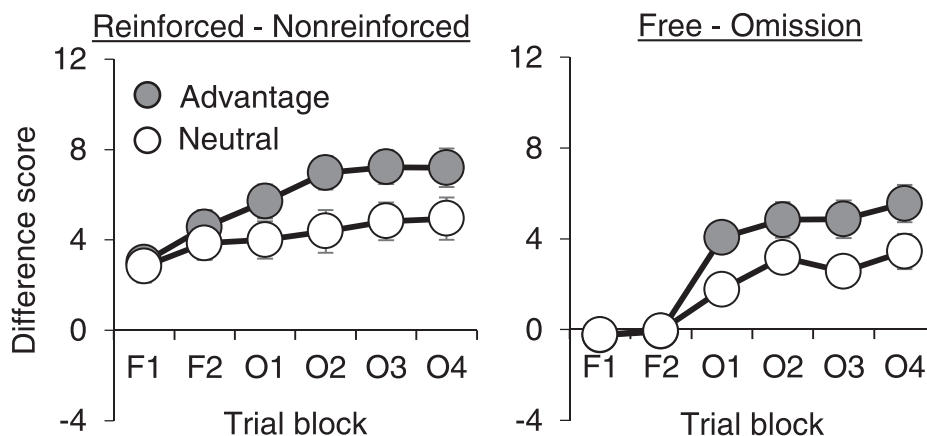 Reinforced - Nonreinforced
12
8
4
0
-4
Difference score
Advantage
Neutral
F1 F2 O1 O2 O3 O4
Trial block
Free - Omission
12
8
4
0
-4
F1 F2 O1 O2 O3 O4
Trial block